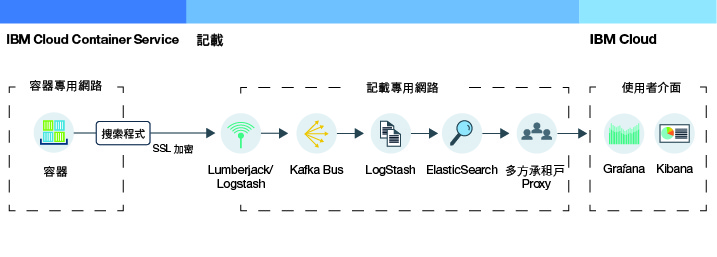 IBM Cloud Container Service
記載
IBM Cloud
容器專用網路
記載專用網路
使用者介面
搜索程式
SSL 加密
容器
Lumberjack/
Logstash
Kafka Bus
LogStash
ElasticSearch
多方承租戶
Proxy
Grafana
Kibana